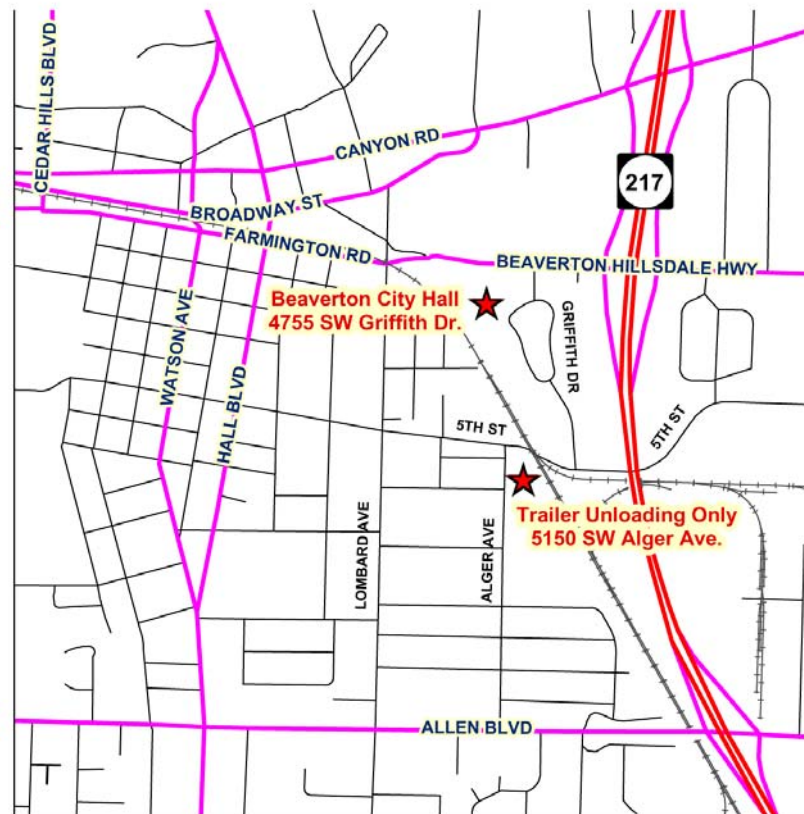 CEDAR HILLS BLVD
CANYON RD
217
BROADWAY ST
FARMINGTON RD
BEAVERTON HILLSDALE HWY
Beaverton City Hall
4755 SW Griffith Dr.
GRIFFITH DR
WATSON AVE
HALL BLVD
5TH ST
5TH ST
Trailer Unloading Only
5150 SW Alger Ave.
LOMBARD AVE
ALGER AVE
ALLEN BLVD